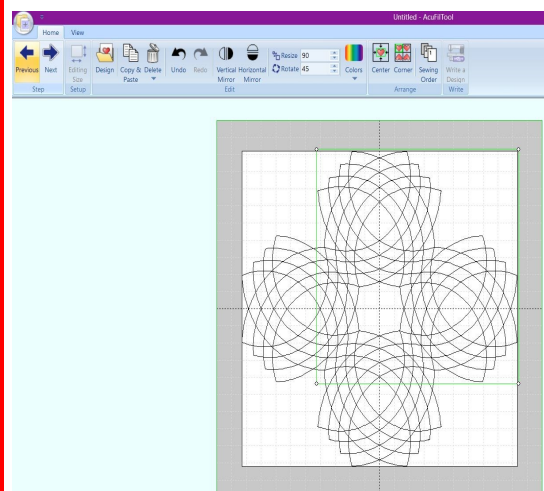 Untitled - AcuFilTool
Home View
Previous Next Editing Size Design Copy & Paste Delete Undo Redo Vertical Mirror Horizontal Mirror Resize 90 Rotate 45 Colors Center Corner Sewing Order Write a Design
Step Setup Edit Arrange Write